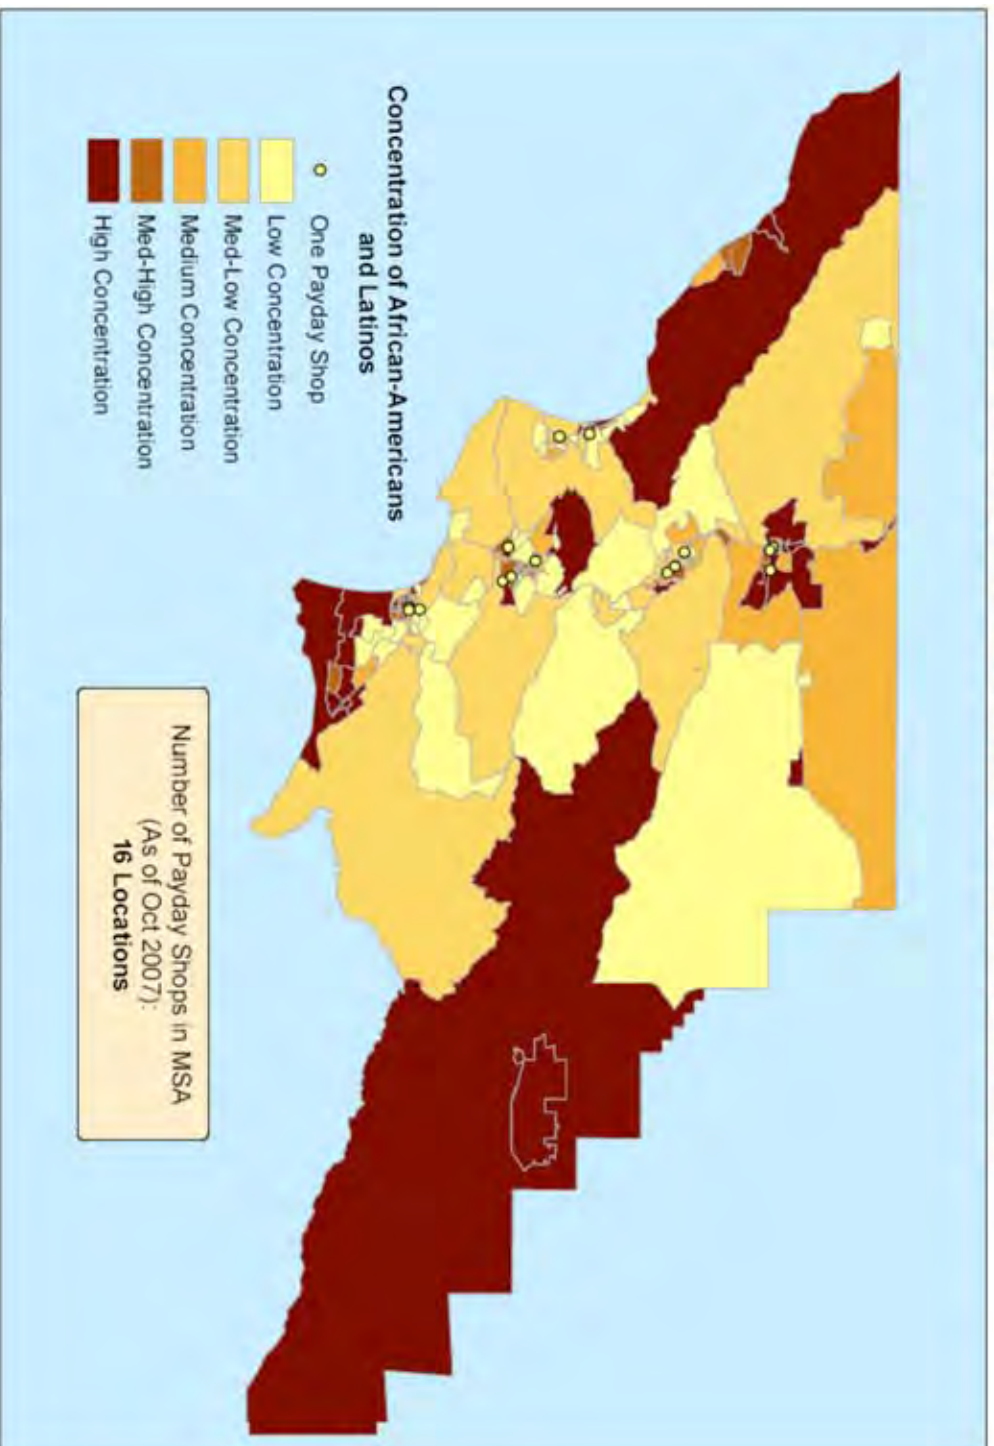 Concentration of African-Americans
and Latinos
One Payday Shop
Low Concentration
Med-Low Concentration
Medium Concentration
Med-High Concentration
High Concentration
Number of Payday Shops in MSA
(As of Oct 2007):
16 Locations